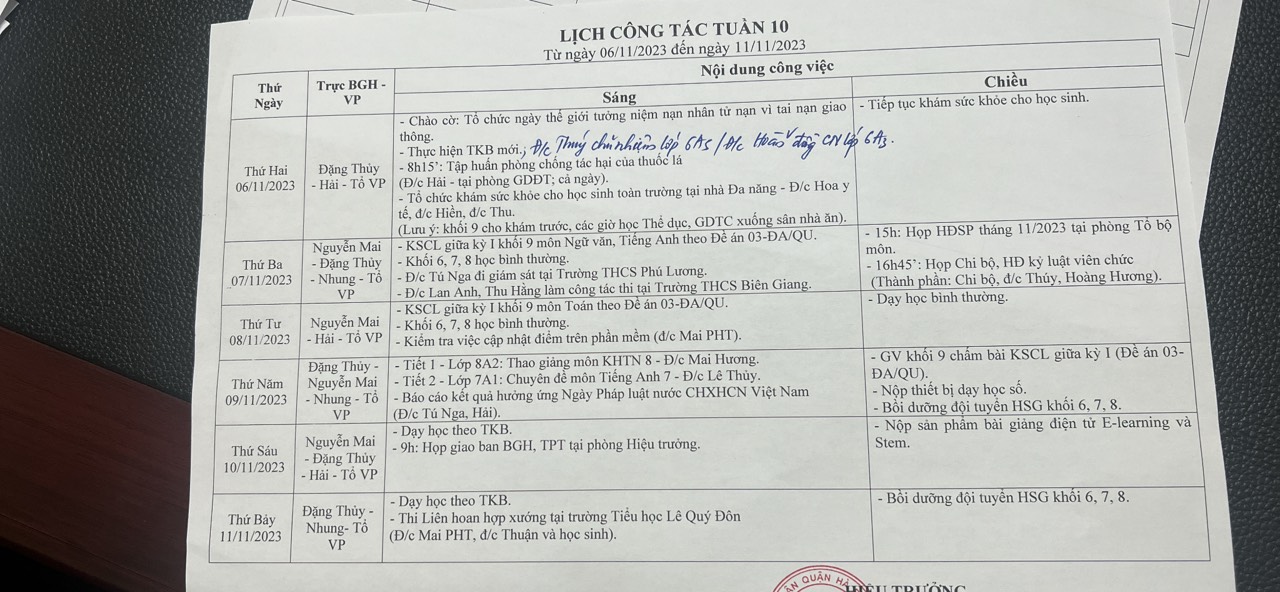 LỊCH CÔNG TÁC TUẦN 10
Từ ngày 06/11/2023 đến ngày 11/11/2023
Thứ
Ngày
Trực BGH -
VP
Nội dung công việc
Sáng
Chiều
Thứ Hai
06/11/2023
Đặng Thủy
- Hải - Tổ VP
- Chào cờ: Tổ chức ngày thế giới tưởng niệm nạn nhân tử nạn vì tai nạn giao
thông.
- Thực hiện TKB mới., Đ/c Thuý chủ nhiệm lớp 6A5 / Đ/c Hoàn CN lớp 6A3.
- 8h15’: Tập huấn phòng chống tác hại của thuốc lá
(Đ/c Hải - tại phòng GDĐT; cả ngày).
- Tổ chức khám sức khỏe cho học sinh toàn trường tại nhà Đa năng - Đ/c Hoa y
tế, đ/c Hiền, đ/c Thu.
(Lưu ý: khối 9 cho khám trước, các giờ học Thể dục, GDTC xuống sân nhà ăn).
- Tiếp tục khám sức khỏe cho học sinh.
Thứ Ba
07/11/2023
Nguyễn Mai
- Đặng Thủy
- Nhung - Tổ
VP
- KSCL giữa kỳ I khối 9 môn Ngữ văn, Tiếng Anh theo Đề án 03-ĐA/QU.
- Khối 6, 7, 8 học bình thường.
- Đ/c Tú Nga đi giám sát tại Trường THCS Phú Lương.
- Đ/c Lan Anh, Thu Hằng làm công tác thi tại Trường THCS Biên Giang.
- 15h: Họp HĐSP tháng 11/2023 tại phòng Tổ bộ
môn.
- 16h45’: Họp Chi bộ, HĐ kỷ luật viên chức
(Thành phần: Chi bộ, đ/c Thúy, Hoàng Hương).
Thứ Tư
08/11/2023
Nguyễn Mai
- Hải - Tổ VP
- KSCL giữa kỳ I khối 9 môn Toán theo Đề án 03-ĐA/QU.
- Khối 6, 7, 8 học bình thường.
- Kiểm tra việc cập nhật điểm trên phần mềm (đ/c Mai PHT).
- Dạy học bình thường.
Thứ Năm
09/11/2023
Đặng Thủy -
Nguyễn Mai
- Nhung - Tổ
VP
- Tiết 1 - Lớp 8A2: Thao giảng môn KHTN 8 - Đ/c Mai Hương.
- Tiết 2 - Lớp 7A1: Chuyên đề môn Tiếng Anh 7 - Đ/c Lê Thủy.
- Báo cáo kết quả hưởng ứng Ngày Pháp luật nước CHXHCN Việt Nam
(Đ/c Tú Nga, Hải).
- GV khối 9 chấm bài KSCL giữa kỳ I (Đề án 03-
ĐA/QU).
- Nộp thiết bị dạy học số.
- Bồi dưỡng đội tuyển HSG khối 6, 7, 8.
Thứ Sáu
10/11/2023
Nguyễn Mai
- Đặng Thủy
- Hải - Tổ VP
- Dạy học theo TKB.
- 9h: Họp giao ban BGH, TPT tại phòng Hiệu trưởng.
- Nộp sản phẩm bài giảng điện tử E-learning và
Stem.
Thứ Bảy
11/11/2023
Đặng Thủy -
Nhung- Tổ
VP
- Dạy học theo TKB.
- Thi Liên hoan hợp xướng tại trường Tiểu học Lê Quý Đôn
(Đ/c Mai PHT, đ/c Thuận và học sinh).
- Bồi dưỡng đội tuyển HSG khối 6, 7, 8.
QUẬN HÀ
HIỆU TRƯỞNG